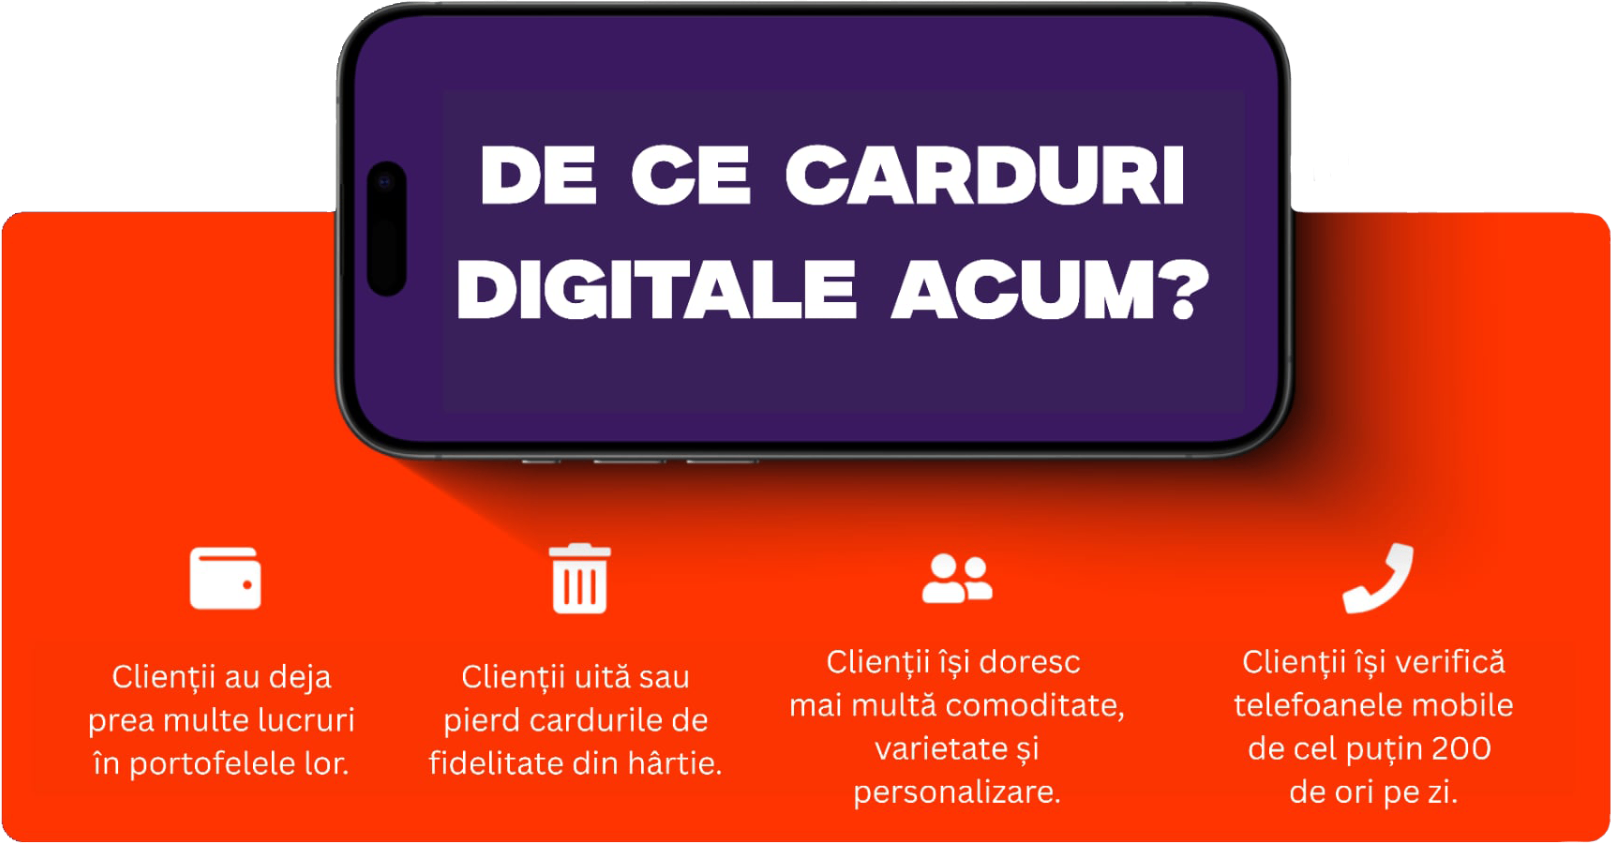 DE CE CARDURI
DIGITALE ACUM?
Clienții au deja
prea multe lucruri
în portofelele lor.
Clienții uită sau
pierd cardurile de
fidelitate din hârtie.
Clienții își doresc
mai multă comoditate,
varietate și
personalizare.
Clienții își verifică
telefoanele mobile
de cel puțin 200
de ori pe zi.